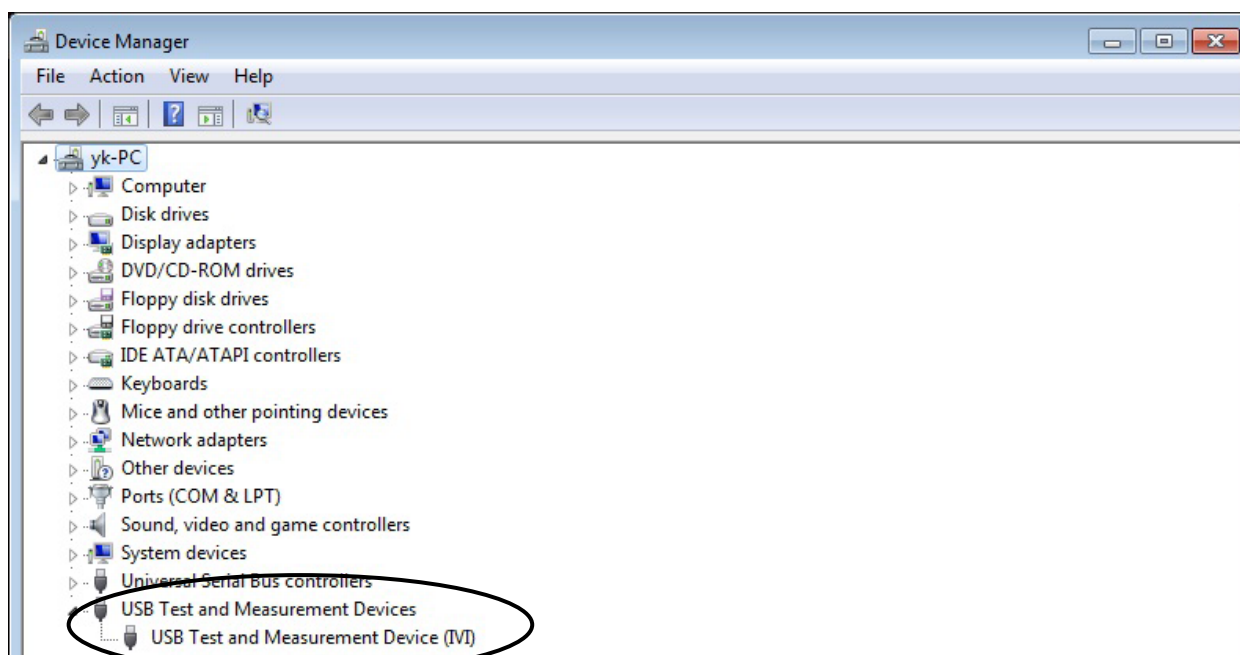 Device Manager
File Action View Help
yk-PC
Computer
Disk drives
Display adapters
DVD/CD-ROM drives
Floppy disk drives
Floppy drive controllers
IDE ATA/ATAPI controllers
Keyboards
Mice and other pointing devices
Network adapters
Other devices
Ports (COM & LPT)
Sound, video and game controllers
System devices
Universal Serial Bus controllers
USB Test and Measurement Devices
USB Test and Measurement Device (IVI)